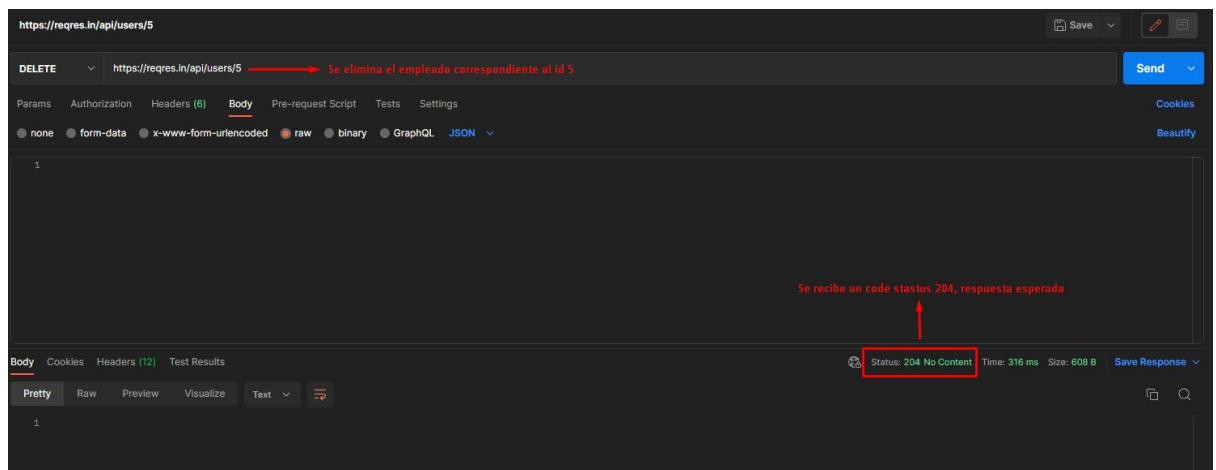 https://reqres.in/api/users/5 Save
DELETE https://reqres.in/api/users/5 Se elimina el empleado correspondiente al id 5 Send
Params Authorization Headers (6) Body Pre-request Script Tests Settings Cookies
none form-data x-www-form-urlencoded raw binary GraphQL JSON Beautify
1
Se recibe un code stastus 204, respuesta esperada
Body Cookies Headers (12) Test Results Status: 204 No Content Time: 316 ms Size: 608 B Save Response
Pretty Raw Preview Visualize Text
1